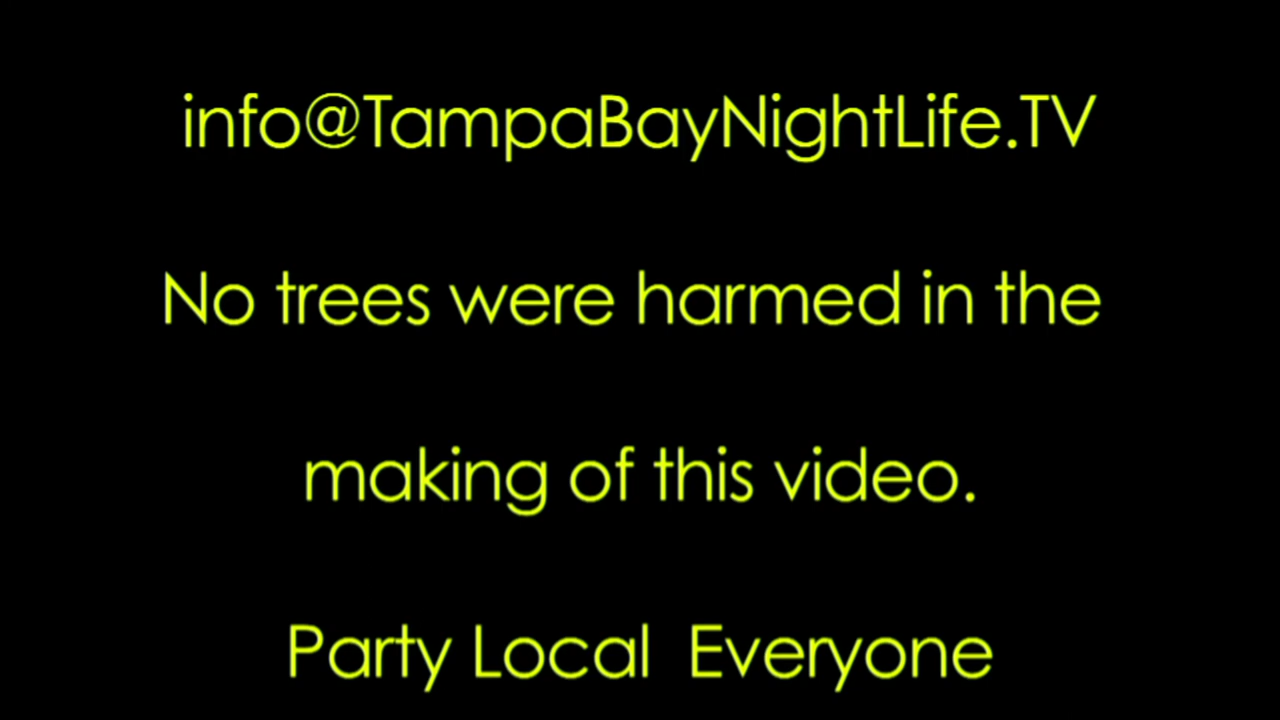 info@TampaBayNightLife.TV
No trees were harmed in the
making of this video.
Party Local  Everyone